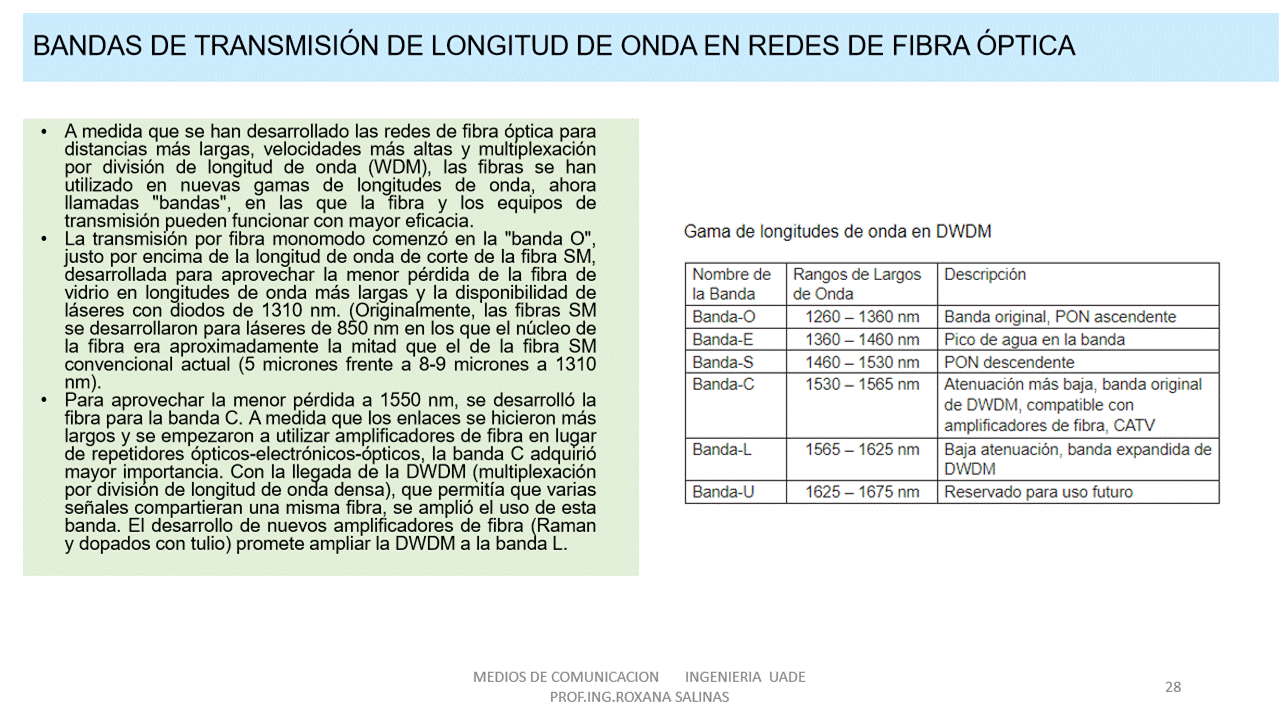 BANDAS DE TRANSMISIÓN DE LONGITUD DE ONDA EN REDES DE FIBRA ÓPTICA
• A medida que se han desarrollado las redes de fibra óptica para
distancias más largas, velocidades más altas y multiplexación
por división de longitud de onda (WDM), las fibras se han
utilizado en nuevas gamas de longitudes de onda, ahora
llamadas "bandas", en las que la fibra y los equipos de
transmisión pueden funcionar con mayor eficacia.
• La transmisión por fibra monomodo comenzó en la "banda O",
justo por encima de la longitud de onda de corte de la fibra SM,
desarrollada para aprovechar la menor pérdida de la fibra de
vidrio en longitudes de onda más largas y la disponibilidad de
láseres con diodos de 1310 nm. (Originalmente, las fibras SM
se desarrollaron para láseres de 850 nm en los que el núcleo de
la fibra era aproximadamente la mitad que el de la fibra SM
convencional actual (5 micrones frente a 8-9 micrones a 1310
nm).
• Para aprovechar la menor pérdida a 1550 nm, se desarrolló la
fibra para la banda C. A medida que los enlaces se hicieron más
largos y se empezaron a utilizar amplificadores de fibra en lugar
de repetidores ópticos-electrónicos-ópticos, la banda C adquirió
mayor importancia. Con la llegada de la DWDM (multiplexación
por división de longitud de onda densa), que permitía que varias
señales compartieran una misma fibra, se amplió el uso de esta
banda. El desarrollo de nuevos amplificadores de fibra (Raman
y dopados con tulio) promete ampliar la DWDM a la banda L.
Gama de longitudes de onda en DWDM
Nombre de la Banda Rangos de Largos de Onda Descripción
Banda-O 1260 – 1360 nm Banda original, PON ascendente
Banda-E 1360 – 1460 nm Pico de agua en la banda
Banda-S 1460 – 1530 nm PON descendente
Banda-C 1530 – 1565 nm Atenuación más baja, banda original
de DWDM, compatible con
amplificadores de fibra, CATV
Banda-L 1565 – 1625 nm Baja atenuación, banda expandida de
DWDM
Banda-U 1625 – 1675 nm Reservado para uso futuro
MEDIOS DE COMUNICACION INGENIERIA UADE
PROF.ING.ROXANA SALINAS
28